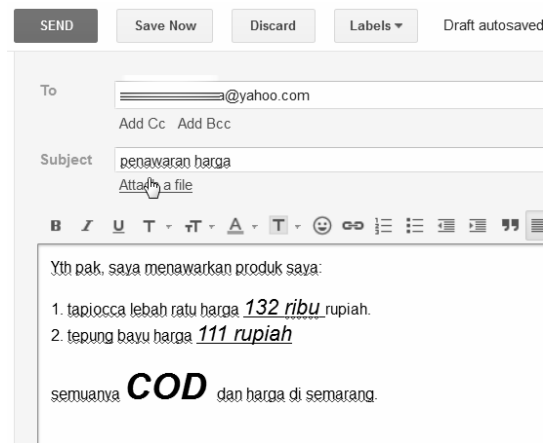 SEND Save Now Discard Labels Draft autosaved
To a@yahoo.com
Add Cc Add Bcc
Subject penawaran harga
Attach a file
B I U T T A T
Yth pak, saya menawarkan produk saya:
1. tapiocca lebah ratu harga 132 ribu rupiah.
2. tepung bayu harga 111 rupiah
semuanya COD dan harga di semarang.